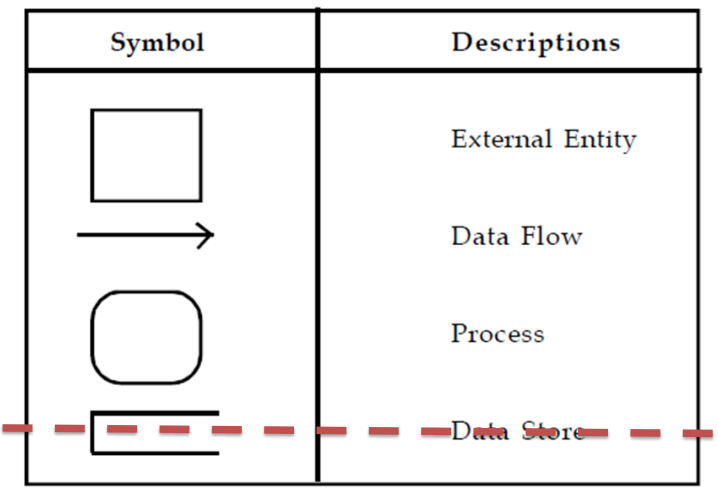 Symbol Descriptions
External Entity
Data Flow
Process
Data Store